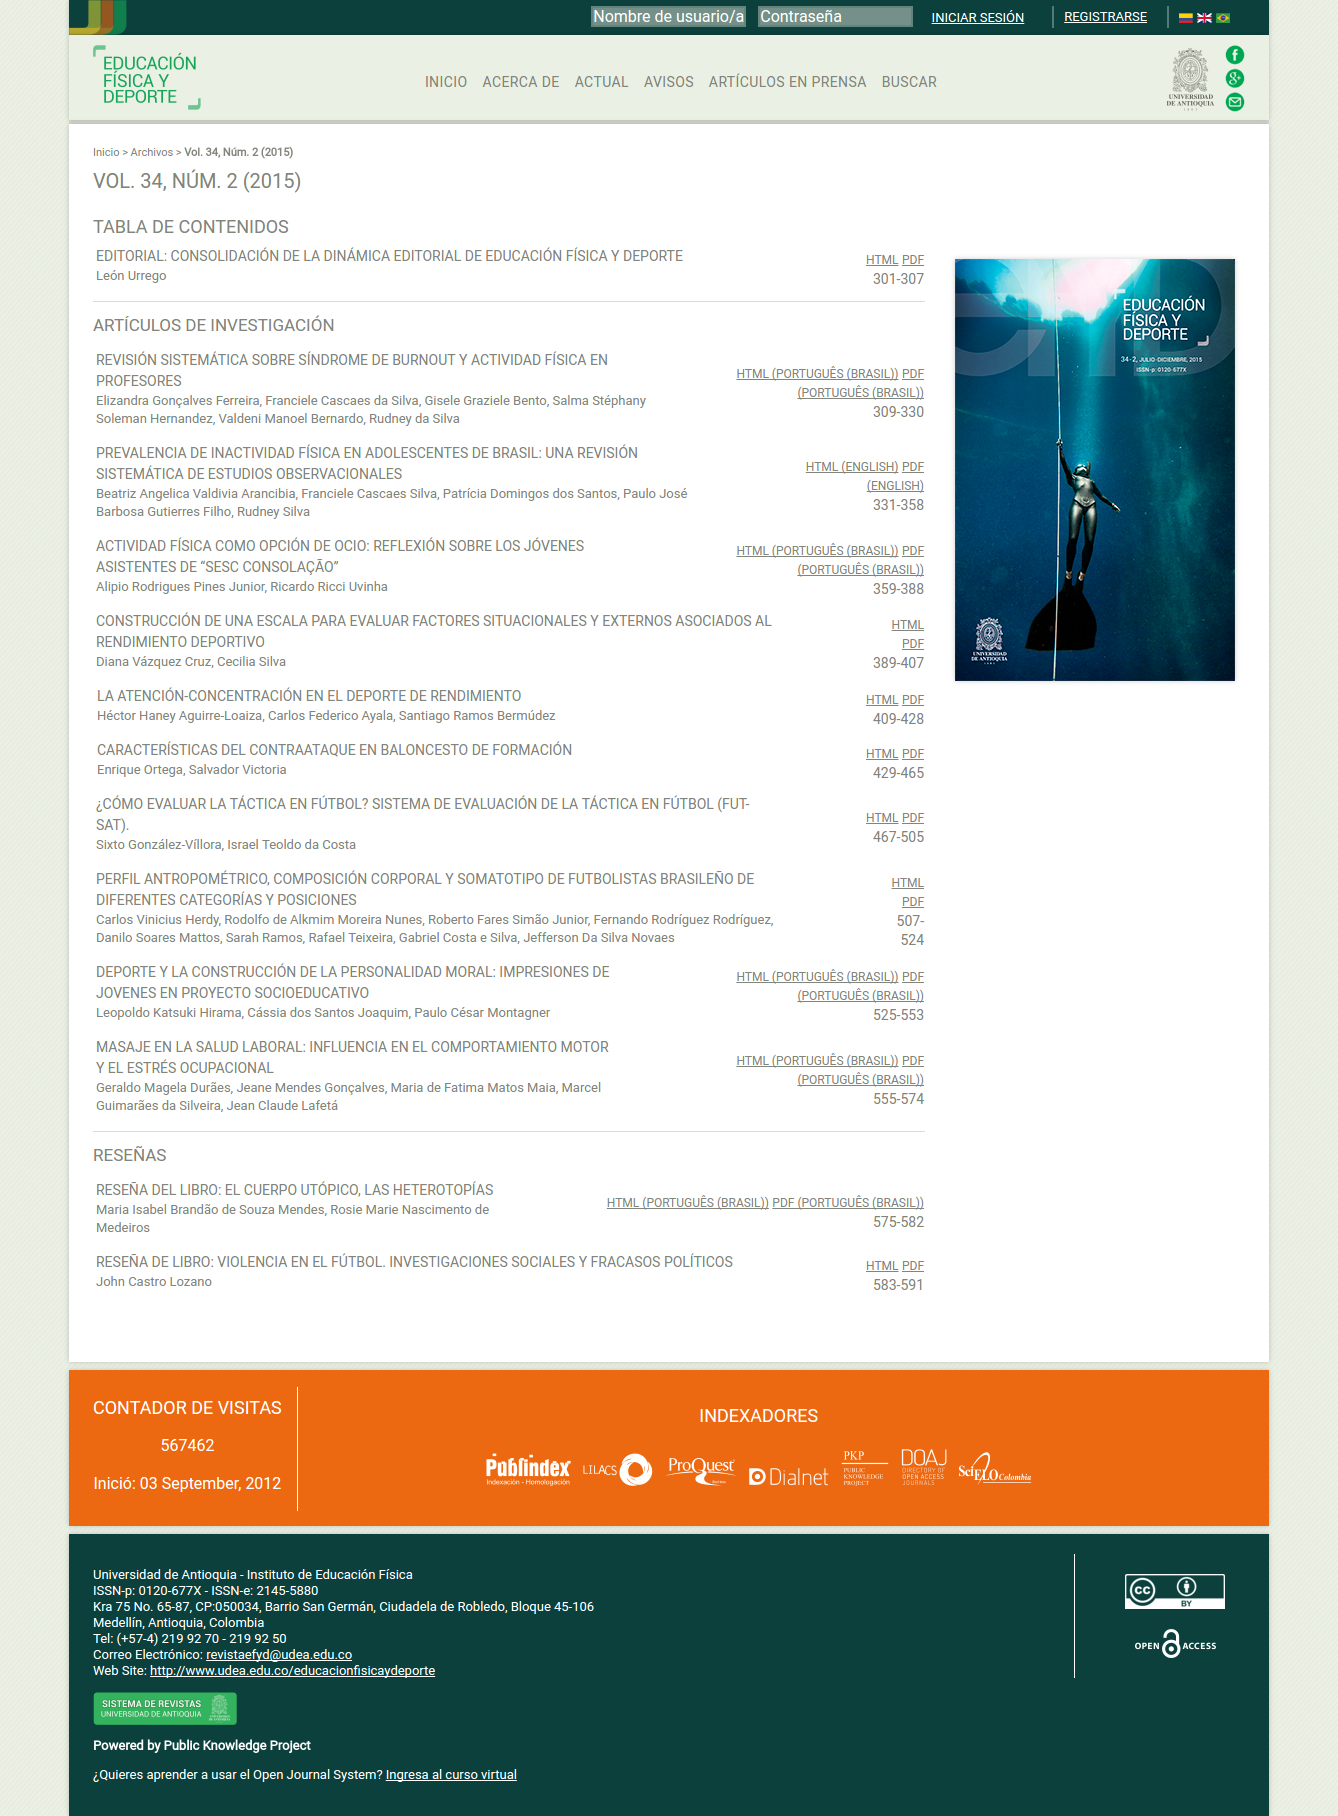 Nombre de usuario/a
Contraseña
INICIAR SESIÓN
REGISTRARSE
EDUCACIÓN
FÍSICA Y
DEPORTE
INICIO
ACERCA DE
ACTUAL
AVISOS
ARTÍCULOS EN PRENSA
BUSCAR
UNIVERSIDAD
DE ANTIOQUIA
Inicio > Archivos > Vol. 34, Núm. 2 (2015)
VOL. 34, NÚM. 2 (2015)
TABLA DE CONTENIDOS
EDITORIAL: CONSOLIDACIÓN DE LA DINÁMICA EDITORIAL DE EDUCACIÓN FÍSICA Y DEPORTE
León Urrego
HTML PDF
301-307
EDUCACIÓN
FÍSICA Y
DEPORTE
34-2, JULIO-DICIEMBRE, 2015
ISSN-p: 0120-677X
UNIVERSIDAD
DE ANTIOQUIA
ARTÍCULOS DE INVESTIGACIÓN
REVISIÓN SISTEMÁTICA SOBRE SÍNDROME DE BURNOUT Y ACTIVIDAD FÍSICA EN
PROFESORES
Elizandra Gonçalves Ferreira, Franciele Cascaes da Silva, Gisele Graziele Bento, Salma Stéphany
Soleman Hernandez, Valdeni Manoel Bernardo, Rudney da Silva
HTML (PORTUGUÊS (BRASIL)) PDF
(PORTUGUÊS (BRASIL))
309-330
PREVALENCIA DE INACTIVIDAD FÍSICA EN ADOLESCENTES DE BRASIL: UNA REVISIÓN
SISTEMÁTICA DE ESTUDIOS OBSERVACIONALES
Beatriz Angelica Valdivia Arancibia, Franciele Cascaes Silva, Patrícia Domingos dos Santos, Paulo José
Barbosa Gutierres Filho, Rudney Silva
HTML (ENGLISH) PDF
(ENGLISH)
331-358
ACTIVIDAD FÍSICA COMO OPCIÓN DE OCIO: REFLEXIÓN SOBRE LOS JÓVENES
ASISTENTES DE “SESC CONSOLAÇÃO”
Alipio Rodrigues Pines Junior, Ricardo Ricci Uvinha
HTML (PORTUGUÊS (BRASIL)) PDF
(PORTUGUÊS (BRASIL))
359-388
CONSTRUCCIÓN DE UNA ESCALA PARA EVALUAR FACTORES SITUACIONALES Y EXTERNOS ASOCIADOS AL
RENDIMIENTO DEPORTIVO
Diana Vázquez Cruz, Cecilia Silva
HTML
PDF
389-407
LA ATENCIÓN-CONCENTRACIÓN EN EL DEPORTE DE RENDIMIENTO
Héctor Haney Aguirre-Loaiza, Carlos Federico Ayala, Santiago Ramos Bermúdez
HTML PDF
409-428
CARACTERÍSTICAS DEL CONTRAATAQUE EN BALONCESTO DE FORMACIÓN
Enrique Ortega, Salvador Victoria
HTML PDF
429-465
¿CÓMO EVALUAR LA TÁCTICA EN FÚTBOL? SISTEMA DE EVALUACIÓN DE LA TÁCTICA EN FÚTBOL (FUT-
SAT).
Sixto González-Víllora, Israel Teoldo da Costa
HTML PDF
467-505
PERFIL ANTROPOMÉTRICO, COMPOSICIÓN CORPORAL Y SOMATOTIPO DE FUTBOLISTAS BRASILEÑO DE
DIFERENTES CATEGORÍAS Y POSICIONES
Carlos Vinicius Herdy, Rodolfo de Alkmim Moreira Nunes, Roberto Fares Simão Junior, Fernando Rodríguez Rodríguez,
Danilo Soares Mattos, Sarah Ramos, Rafael Teixeira, Gabriel Costa e Silva, Jefferson Da Silva Novaes
HTML
PDF
507-
524
DEPORTE Y LA CONSTRUCCIÓN DE LA PERSONALIDAD MORAL: IMPRESIONES DE
JOVENES EN PROYECTO SOCIOEDUCATIVO
Leopoldo Katsuki Hirama, Cássia dos Santos Joaquim, Paulo César Montagner
HTML (PORTUGUÊS (BRASIL)) PDF
(PORTUGUÊS (BRASIL))
525-553
MASAJE EN LA SALUD LABORAL: INFLUENCIA EN EL COMPORTAMIENTO MOTOR
Y EL ESTRÉS OCUPACIONAL
Geraldo Magela Durães, Jeane Mendes Gonçalves, Maria de Fatima Matos Maia, Marcel
Guimarães da Silveira, Jean Claude Lafetá
HTML (PORTUGUÊS (BRASIL)) PDF
(PORTUGUÊS (BRASIL))
555-574
RESEÑAS
RESEÑA DEL LIBRO: EL CUERPO UTÓPICO, LAS HETEROTOPÍAS
Maria Isabel Brandão de Souza Mendes, Rosie Marie Nascimento de
Medeiros
HTML (PORTUGUÊS (BRASIL)) PDF (PORTUGUÊS (BRASIL))
575-582
RESEÑA DE LIBRO: VIOLENCIA EN EL FÚTBOL. INVESTIGACIONES SOCIALES Y FRACASOS POLÍTICOS
John Castro Lozano
HTML PDF
583-591
CONTADOR DE VISITAS
567462
Inició: 03 September, 2012
INDEXADORES
Publindex
Indexación - Homologación
LILACS
ProQuest
Dialnet
PKP
PUBLIC
KNOWLEDGE
PROJECT
DOAJ
DIRECTORY OF
OPEN ACCESS
JOURNALS
SciELO Colombia
Universidad de Antioquia - Instituto de Educación Física
ISSN-p: 0120-677X - ISSN-e: 2145-5880
Kra 75 No. 65-87, CP:050034, Barrio San Germán, Ciudadela de Robledo, Bloque 45-106
Medellín, Antioquia, Colombia
Tel: (+57-4) 219 92 70 - 219 92 50
Correo Electrónico: revistaefyd@udea.edu.co
Web Site: http://www.udea.edu.co/educacionfisicaydeporte
SISTEMA DE REVISTAS
UNIVERSIDAD DE ANTIOQUIA
Powered by Public Knowledge Project
¿Quieres aprender a usar el Open Journal System? Ingresa al curso virtual
CC
BY
OPEN ACCESS